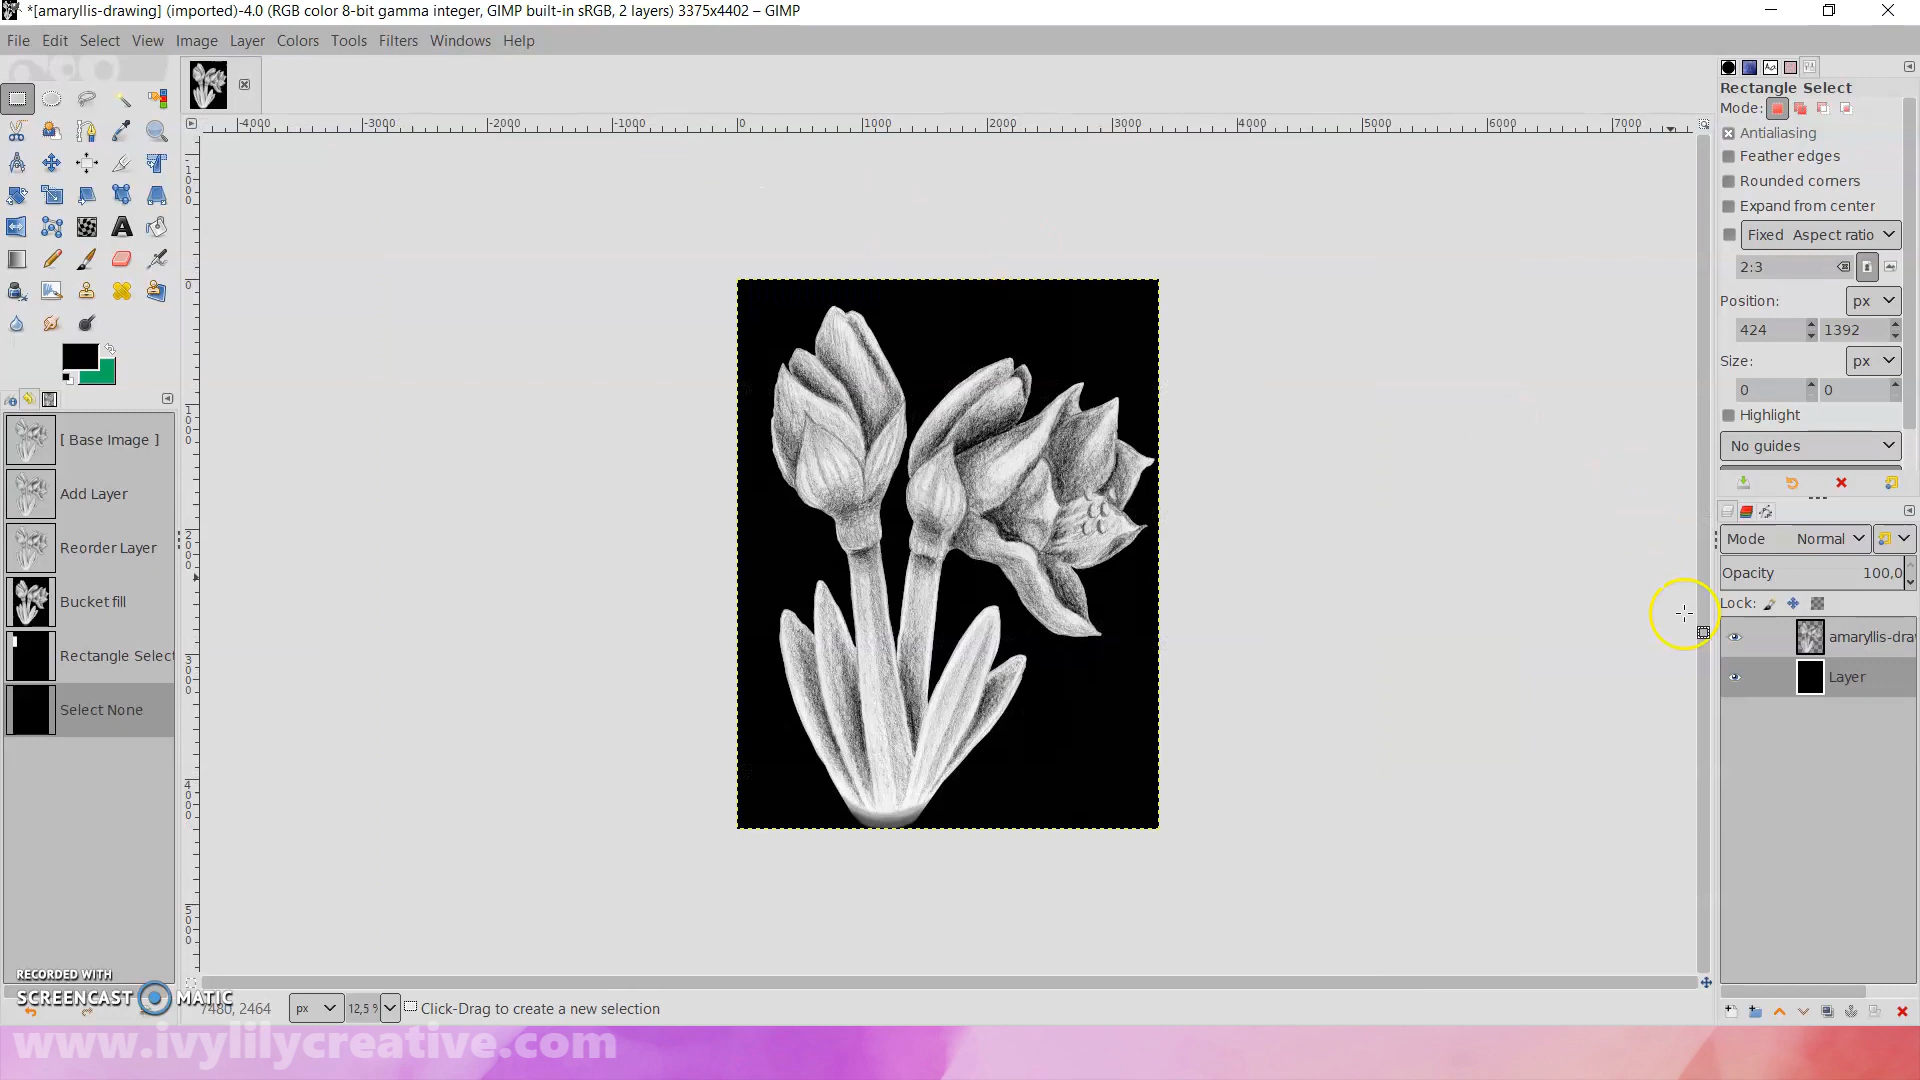 *[amaryllis-drawing] (imported)-4.0 (RGB color 8-bit gamma integer, GIMP built-in sRGB, 2 layers) 3375x4402 – GIMP
File Edit Select View Image Layer Colors Tools Filters Windows Help
-4000 -3000 -2000 -1000 0 1000 2000 3000 4000 5000 6000 7000
Rectangle Select
Mode:
Antialiasing
Feather edges
Rounded corners
Expand from center
Fixed Aspect ratio
2:3
Position: px
424 1392
Size: px
0 0
Highlight
No guides
[ Base Image ]
Add Layer
Reorder Layer
Bucket fill
Rectangle Select
Select None
Mode Normal
Opacity 100,0
Lock:
amaryllis-dra
Layer
RECORDED WITH
SCREENCAST MATIC
7480, 2464 px 12,5 % Click-Drag to create a new selection
www.ivylilycreative.com